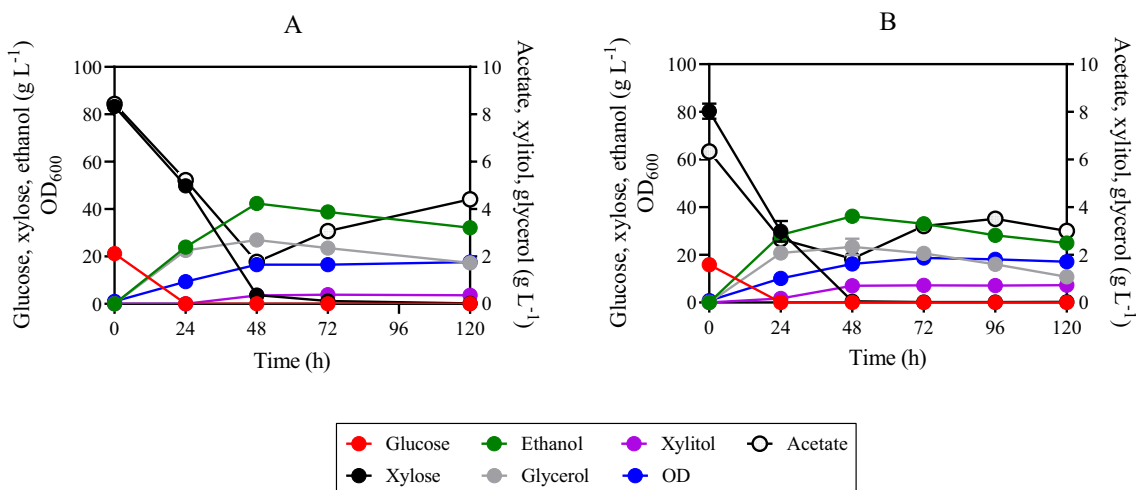 A
Glucose, xylose, ethanol (g L-1)
OD600
100
80
60
40
20
0
10
8
6
4
2
0
Acetate, xylitol, glycerol (g L-1)
0 24 48 72 96 120
Time (h)
B
Glucose, xylose, ethanol (g L-1)
OD600
100
80
60
40
20
0
10
8
6
4
2
0
Acetate, xylitol, glycerol (g L-1)
0 24 48 72 96 120
Time (h)
Glucose Ethanol Xylitol Acetate
Xylose Glycerol OD